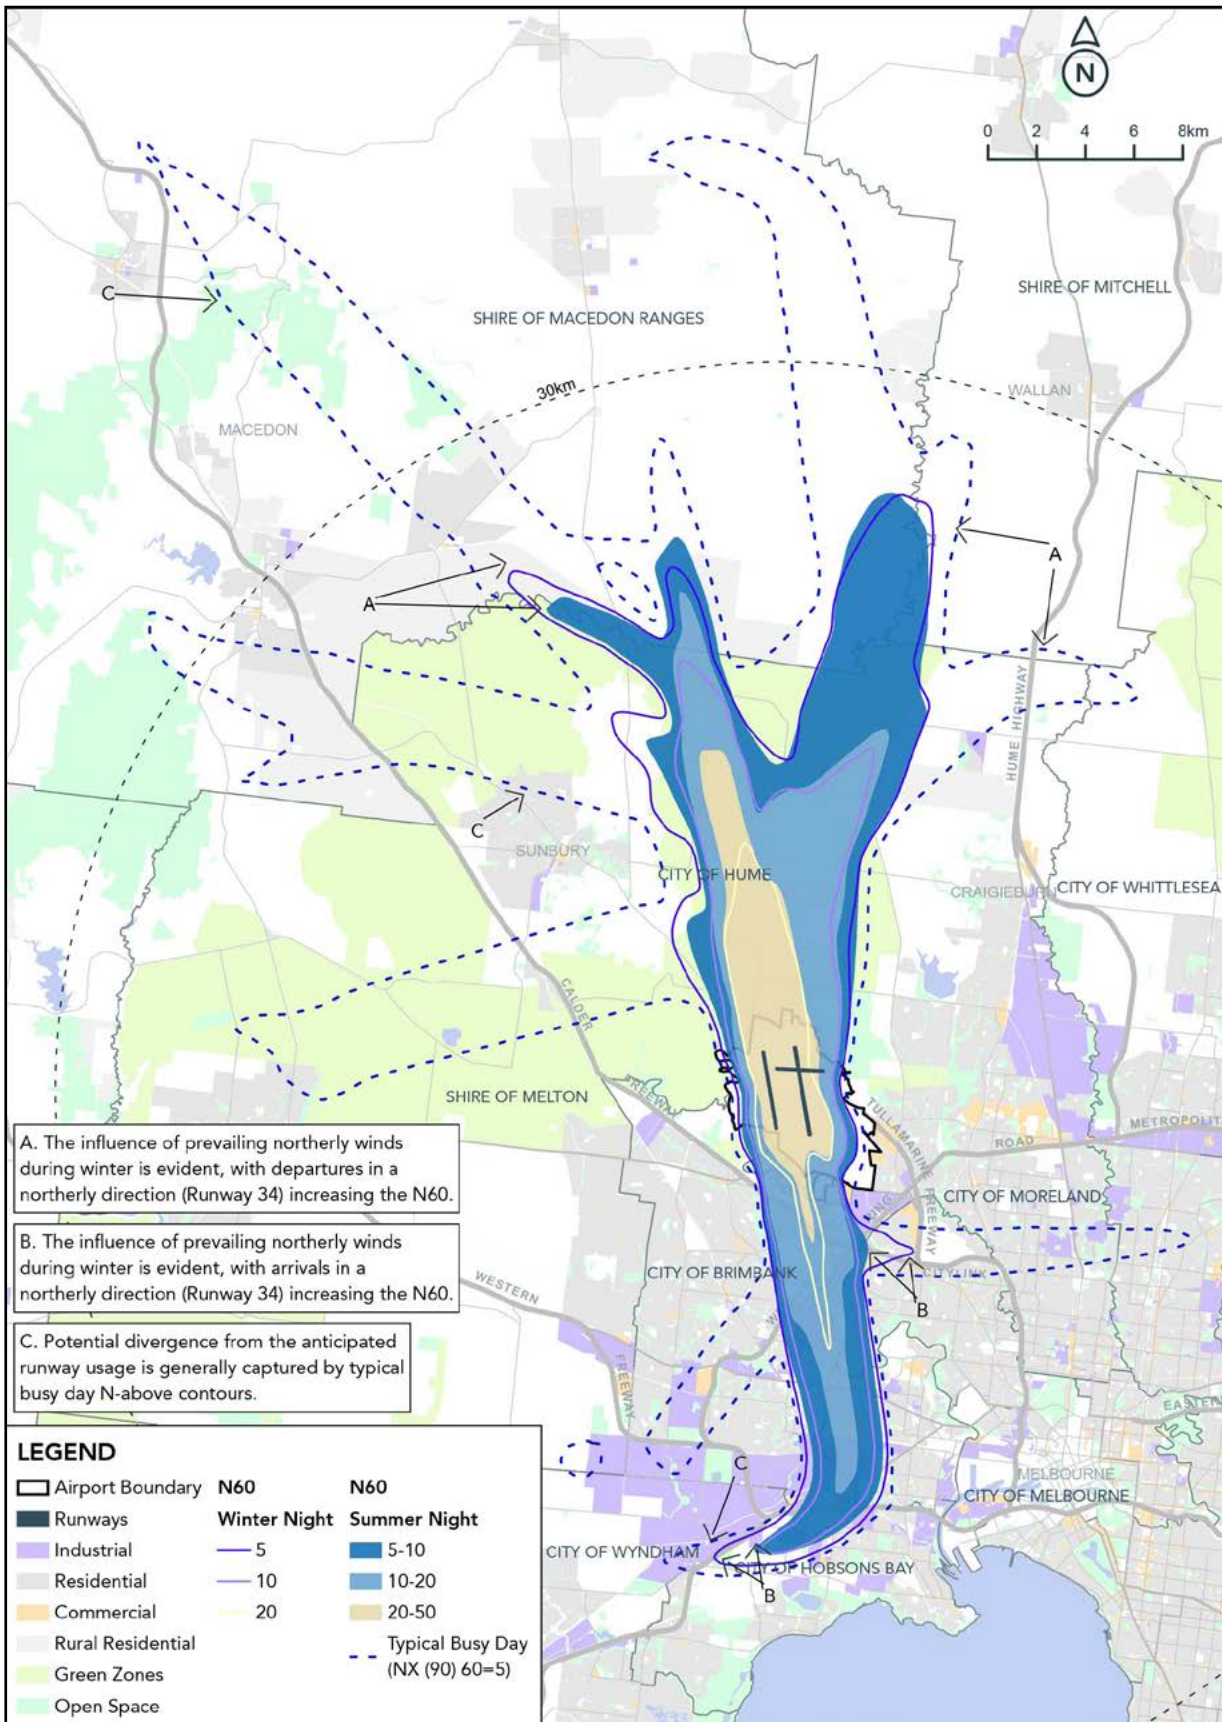 N
0 2 4 6 8km
C
SHIRE OF MITCHELL
SHIRE OF MACEDON RANGES
30km
WALLAN
MACEDON
A
A
HUME HIGHWAY
C
SUNBURY
CITY OF HUME
CRAIGIEBURN
CITY OF WHITTLESEA
CALDER
FREEWAY
SHIRE OF MELTON
TULLAMARINE FREEWAY
METROPOLIT
ROAD
RING
A. The influence of prevailing northerly winds
during winter is evident, with departures in a
northerly direction (Runway 34) increasing the N60.
CITY OF MORELAND
B. The influence of prevailing northerly winds
during winter is evident, with arrivals in a
northerly direction (Runway 34) increasing the N60.
CITY OF BRIMBANK
CITYLINK
WESTERN
FREEWAY
B
C. Potential divergence from the anticipated
runway usage is generally captured by typical
busy day N-above contours.
EASTERN
C
MELBOURNE
CITY OF MELBOURNE
CITY OF WYNDHAM
CITY OF HOBSONS BAY
B
LEGEND
Airport Boundary N60 N60
Runways Winter Night Summer Night
Industrial 5 5-10
Residential 10 10-20
Commercial 20 20-50
Rural Residential Typical Busy Day
Green Zones (NX (90) 60=5)
Open Space